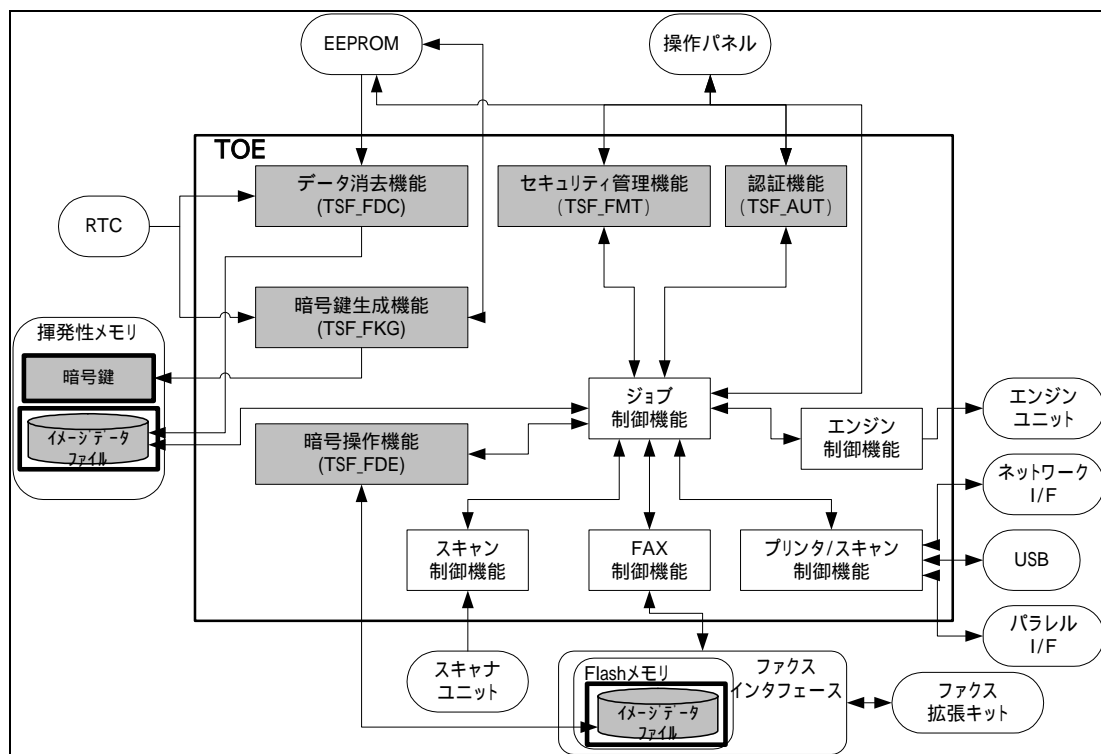 EEPROM
操作パネル
TOE
データ消去機能
(TSF_FDC)
セキュリティ管理機能
(TSF_FMT)
認証機能
(TSF_AUT)
RTC
暗号鍵生成機能
(TSF_FKG)
揮発性メモリ
暗号鍵
イメージデータ
ファイル
ジョブ
制御機能
エンジン
制御機能
エンジン
ユニット
暗号操作機能
(TSF_FDE)
ネットワーク
I/F
スキャン
制御機能
FAX
制御機能
プリンタ/スキャン
制御機能
USB
パラレル
I/F
スキャナ
ユニット
Flashメモリ
イメージデータ
ファイル
ファクス
インタフェース
ファクス
拡張キット